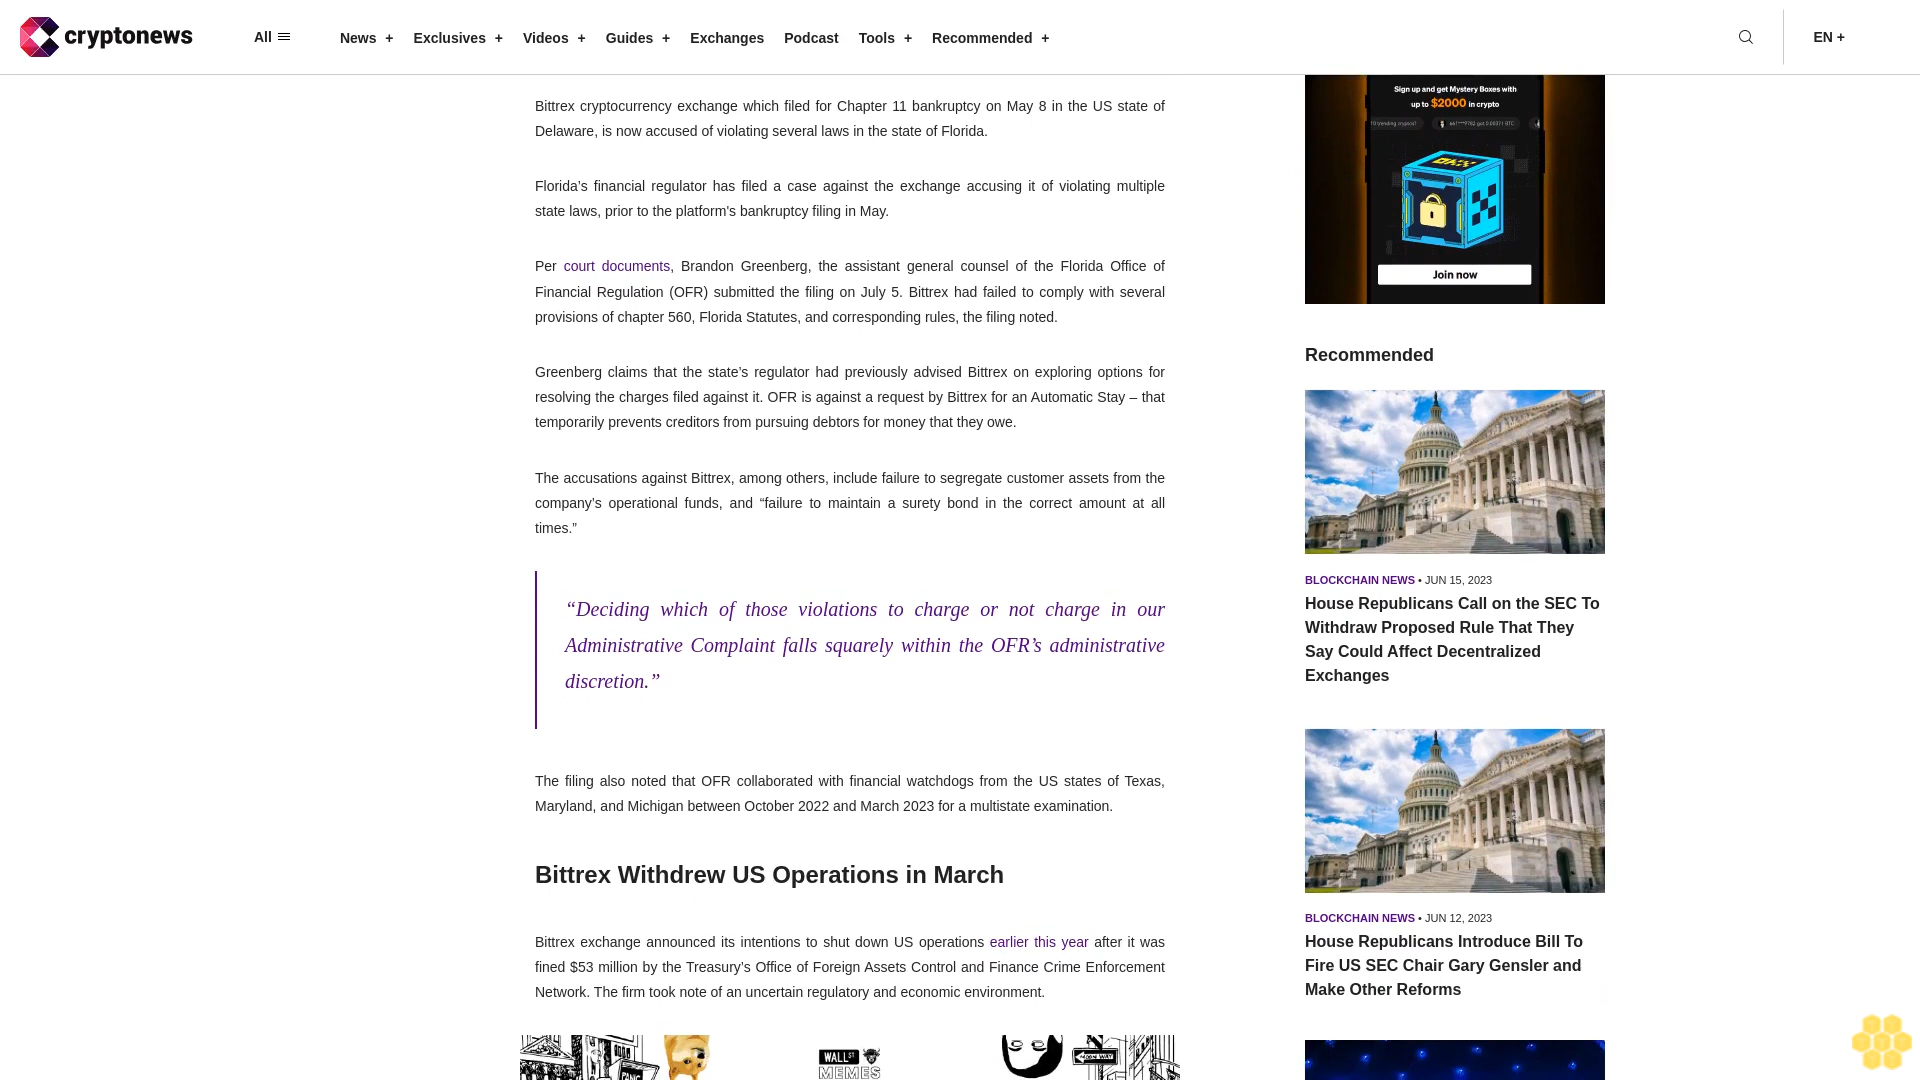 cryptonews
All
News +
Exclusives +
Videos +
Guides +
Exchanges
Podcast
Tools +
Recommended +
EN +
Bittrex cryptocurrency exchange which filed for Chapter 11 bankruptcy on May 8 in the US state of
Delaware, is now accused of violating several laws in the state of Florida.
Florida’s financial regulator has filed a case against the exchange accusing it of violating multiple
state laws, prior to the platform's bankruptcy filing in May.
Per court documents, Brandon Greenberg, the assistant general counsel of the Florida Office of
Financial Regulation (OFR) submitted the filing on July 5. Bittrex had failed to comply with several
provisions of chapter 560, Florida Statutes, and corresponding rules, the filing noted.
Greenberg claims that the state’s regulator had previously advised Bittrex on exploring options for
resolving the charges filed against it. OFR is against a request by Bittrex for an Automatic Stay – that
temporarily prevents creditors from pursuing debtors for money that they owe.
The accusations against Bittrex, among others, include failure to segregate customer assets from the
company’s operational funds, and “failure to maintain a surety bond in the correct amount at all
times.”
“Deciding which of those violations to charge or not charge in our
Administrative Complaint falls squarely within the OFR’s administrative
discretion.”
The filing also noted that OFR collaborated with financial watchdogs from the US states of Texas,
Maryland, and Michigan between October 2022 and March 2023 for a multistate examination.
Bittrex Withdrew US Operations in March
Bittrex exchange announced its intentions to shut down US operations earlier this year after it was
fined $53 million by the Treasury’s Office of Foreign Assets Control and Finance Crime Enforcement
Network. The firm took note of an uncertain regulatory and economic environment.
WALL ST
MEMES
Sign up and get Mystery Boxes with
up to $2000 in crypto
Join now
Recommended
BLOCKCHAIN NEWS • JUN 15, 2023
House Republicans Call on the SEC To
Withdraw Proposed Rule That They
Say Could Affect Decentralized
Exchanges
BLOCKCHAIN NEWS • JUN 12, 2023
House Republicans Introduce Bill To
Fire US SEC Chair Gary Gensler and
Make Other Reforms